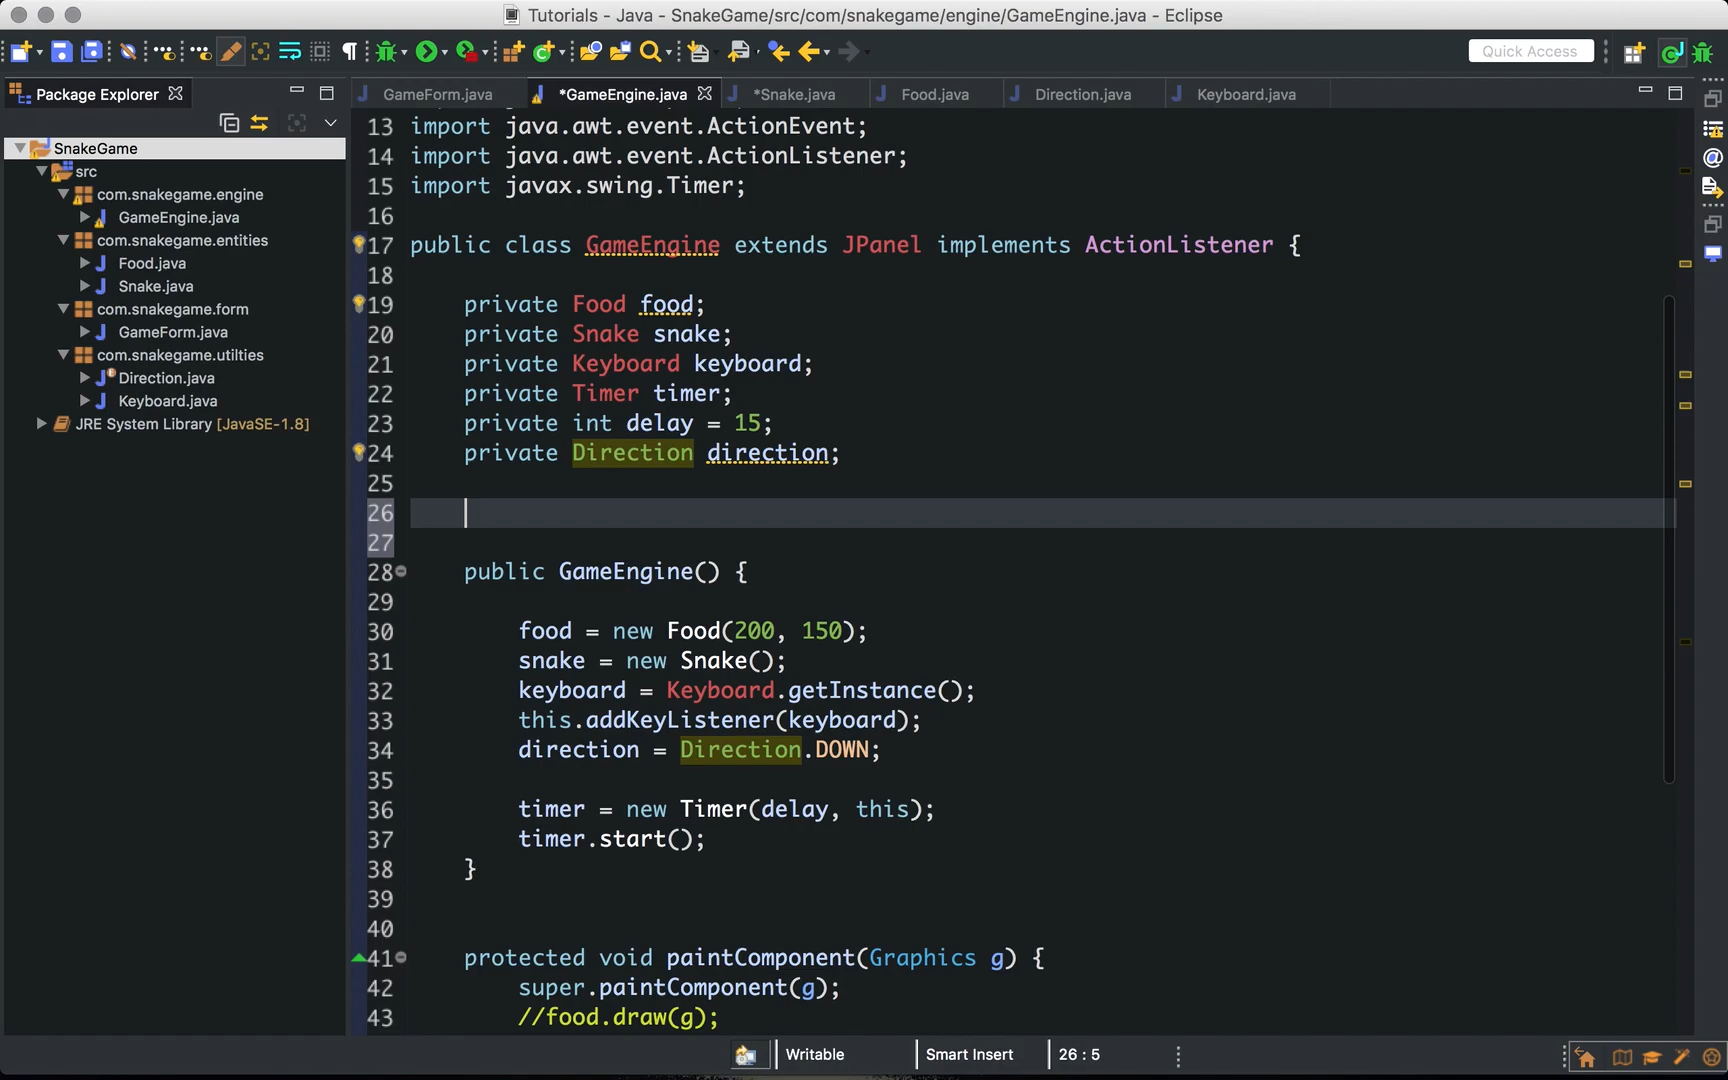 Tutorials - Java - SnakeGame/src/com/snakegame/engine/GameEngine.java - Eclipse
Quick Access
Package Explorer
GameForm.java
*GameEngine.java
*Snake.java
Food.java
Direction.java
Keyboard.java
SnakeGame
src
com.snakegame.engine
GameEngine.java
com.snakegame.entities
Food.java
Snake.java
com.snakegame.form
GameForm.java
com.snakegame.utilties
Direction.java
Keyboard.java
JRE System Library [JavaSE-1.8]
13 import java.awt.event.ActionEvent;
14 import java.awt.event.ActionListener;
15 import javax.swing.Timer;
16
17 public class GameEngine extends JPanel implements ActionListener {
18
19 private Food food;
20 private Snake snake;
21 private Keyboard keyboard;
22 private Timer timer;
23 private int delay = 15;
24 private Direction direction;
25
26
27
28 public GameEngine() {
29
30 food = new Food(200, 150);
31 snake = new Snake();
32 keyboard = Keyboard.getInstance();
33 this.addKeyListener(keyboard);
34 direction = Direction.DOWN;
35
36 timer = new Timer(delay, this);
37 timer.start();
38 }
39
40
41 protected void paintComponent(Graphics g) {
42 super.paintComponent(g);
43 //food.draw(g);
Writable
Smart Insert
26 : 5